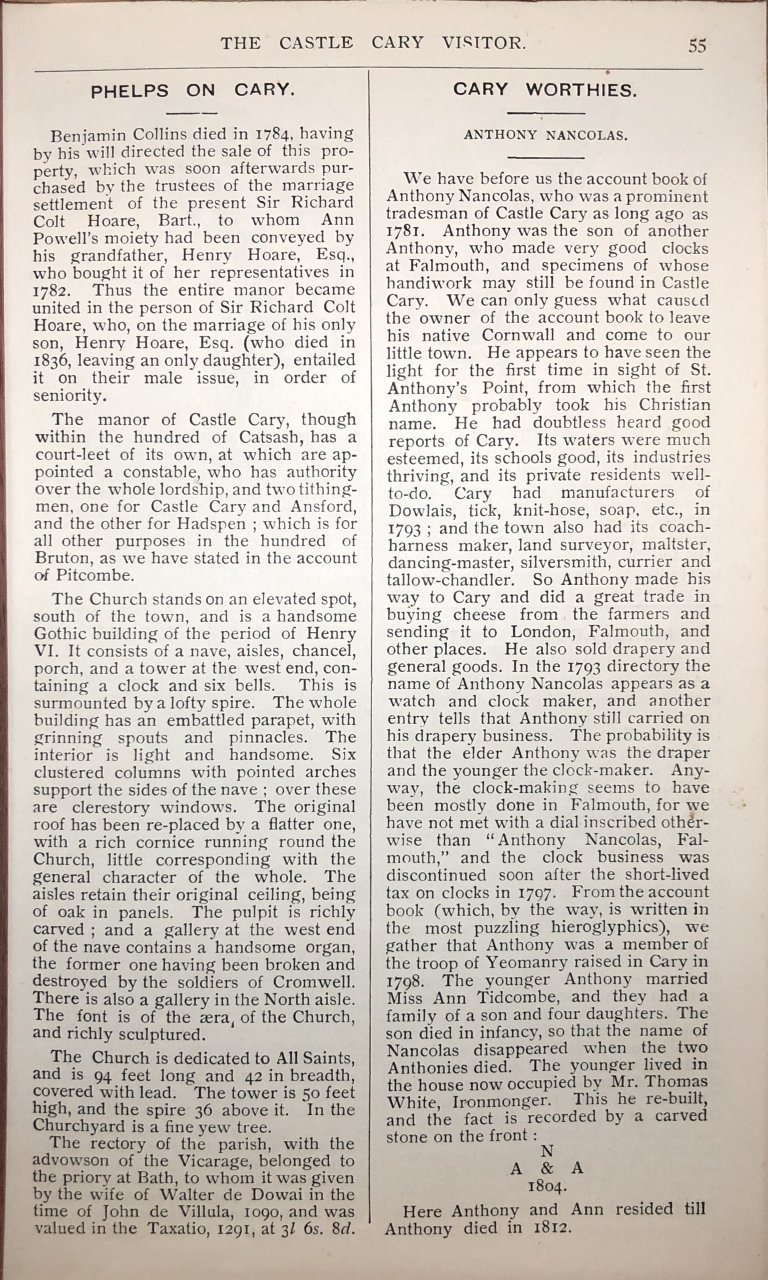 THE CASTLE CARY VISITOR.
55
PHELPS ON CARY.
Benjamin Collins died in 1784, having
by his will directed the sale of this pro-
perty, which was soon afterwards pur-
chased by the trustees of the marriage
settlement of the present Sir Richard
Colt Hoare, Bart., to whom Ann
Powell's moiety had been conveyed by
his grandfather, Henry Hoare, Esq.,
who bought it of her representatives in
1782. Thus the entire manor became
united in the person of Sir Richard Colt
Hoare, who, on the marriage of his only
son, Henry Hoare, Esq. (who died in
1836, leaving an only daughter), entailed
it on their male issue, in order of
seniority.
The manor of Castle Cary, though
within the hundred of Catsash, has a
court-leet of its own, at which are ap-
pointed a constable, who has authority
over the whole lordship, and two tithing-
men, one for Castle Cary and Ansford,
and the other for Hadspen ; which is for
all other purposes in the hundred of
Bruton, as we have stated in the account
of Pitcombe.
The Church stands on an elevated spot,
south of the town, and is a handsome
Gothic building of the period of Henry
VI. It consists of a nave, aisles, chancel,
porch, and a tower at the west end, con-
taining a clock and six bells. This is
surmounted by a lofty spire. The whole
building has an embattled parapet, with
grinning spouts and pinnacles. The
interior is light and handsome. Six
clustered columns with pointed arches
support the sides of the nave ; over these
are clerestory windows. The original
roof has been re-placed by a flatter one,
with a rich cornice running round the
Church, little corresponding with the
general character of the whole. The
aisles retain their original ceiling, being
of oak in panels. The pulpit is richly
carved ; and a gallery at the west end
of the nave contains a handsome organ,
the former one having been broken and
destroyed by the soldiers of Cromwell.
There is also a gallery in the North aisle.
The font is of the æra, of the Church,
and richly sculptured.
The Church is dedicated to All Saints,
and is 94 feet long and 42 in breadth,
covered with lead. The tower is 50 feet
high, and the spire 36 above it. In the
Churchyard is a fine yew tree.
The rectory of the parish, with the
advowson of the Vicarage, belonged to
the priory at Bath, to whom it was given
by the wife of Walter de Dowai in the
time of John de Villula, 1090, and was
valued in the Taxatio, 1291, at 3l 6s. 8d.
CARY WORTHIES.
ANTHONY NANCOLAS.
We have before us the account book of
Anthony Nancolas, who was a prominent
tradesman of Castle Cary as long ago as
1781. Anthony was the son of another
Anthony, who made very good clocks
at Falmouth, and specimens of whose
handiwork may still be found in Castle
Cary. We can only guess what caused
the owner of the account book to leave
his native Cornwall and come to our
little town. He appears to have seen the
light for the first time in sight of St.
Anthony's Point, from which the first
Anthony probably took his Christian
name. He had doubtless heard good
reports of Cary. Its waters were much
esteemed, its schools good, its industries
thriving, and its private residents well-
to-do. Cary had manufacturers of
Dowlais, tick, knit-hose, soap, etc., in
1793 ; and the town also had its coach-
harness maker, land surveyor, maltster,
dancing-master, silversmith, currier and
tallow-chandler. So Anthony made his
way to Cary and did a great trade in
buying cheese from the farmers and
sending it to London, Falmouth, and
other places. He also sold drapery and
general goods. In the 1793 directory the
name of Anthony Nancolas appears as a
watch and clock maker, and another
entry tells that Anthony still carried on
his drapery business. The probability is
that the elder Anthony was the draper
and the younger the clock-maker. Any-
way, the clock-making seems to have
been mostly done in Falmouth, for we
have not met with a dial inscribed other-
wise than "Anthony Nancolas, Fal-
mouth," and the clock business was
discontinued soon after the short-lived
tax on clocks in 1797. From the account
book (which, by the way, is written in
the most puzzling hieroglyphics), we
gather that Anthony was a member of
the troop of Yeomanry raised in Cary in
1798. The younger Anthony married
Miss Ann Tidcombe, and they had a
family of a son and four daughters. The
son died in infancy, so that the name of
Nancolas disappeared when the two
Anthonies died. The younger lived in
the house now occupied by Mr. Thomas
White, Ironmonger. This he re-built,
and the fact is recorded by a carved
stone on the front :
N
A & A
1804.
Here Anthony and Ann resided till
Anthony died in 1812.